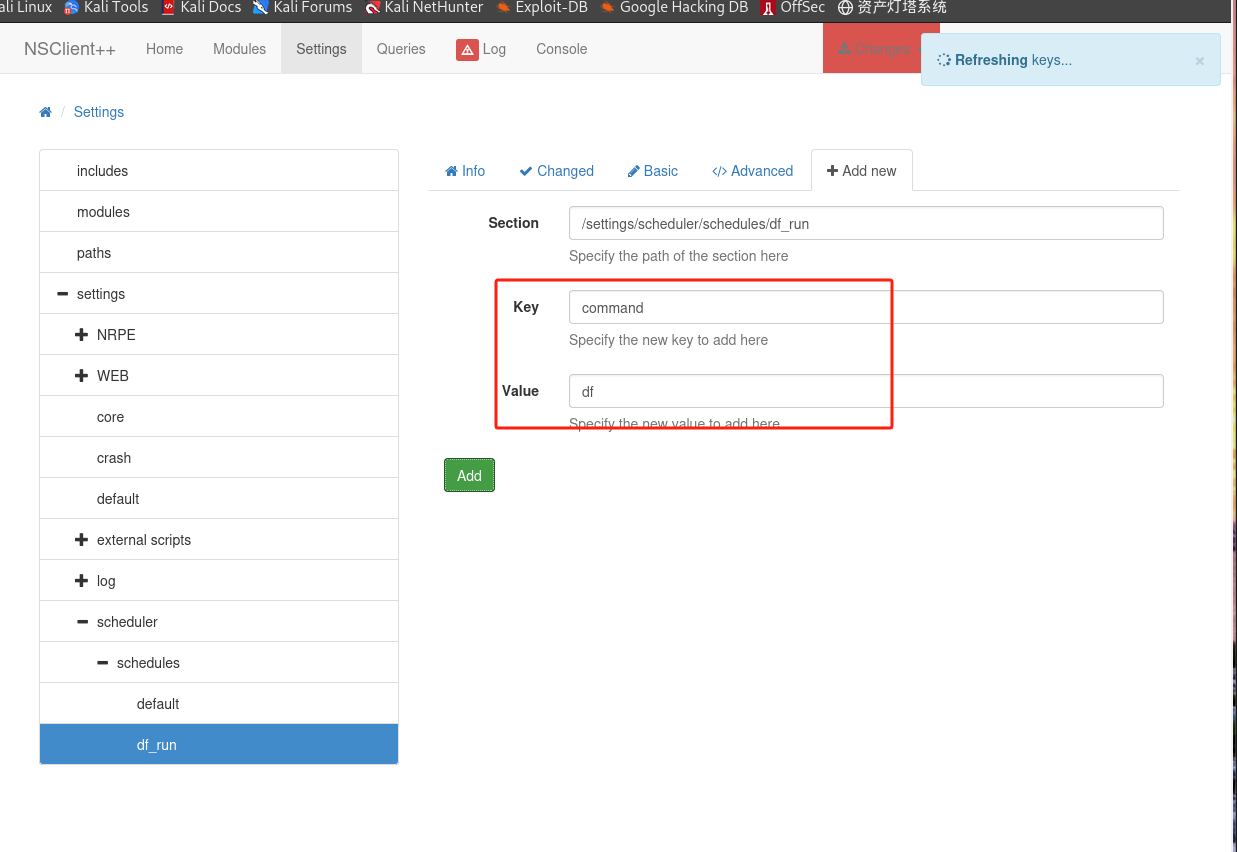 ali Linux Kali Tools Kali Docs Kali Forums Kali NetHunter Exploit-DB Google Hacking DB OffSec 资产灯塔系统
NSClient++ Home Modules Settings Queries Log Console Changes
Refreshing keys... ×
/ Settings
includes
modules
paths
settings
NRPE
WEB
core
crash
default
external scripts
log
scheduler
schedules
default
df_run
Info Changed Basic Advanced Add new
Section /settings/scheduler/schedules/df_run
Specify the path of the section here
Key command
Specify the new key to add here
Value df
Specify the new value to add here
Add